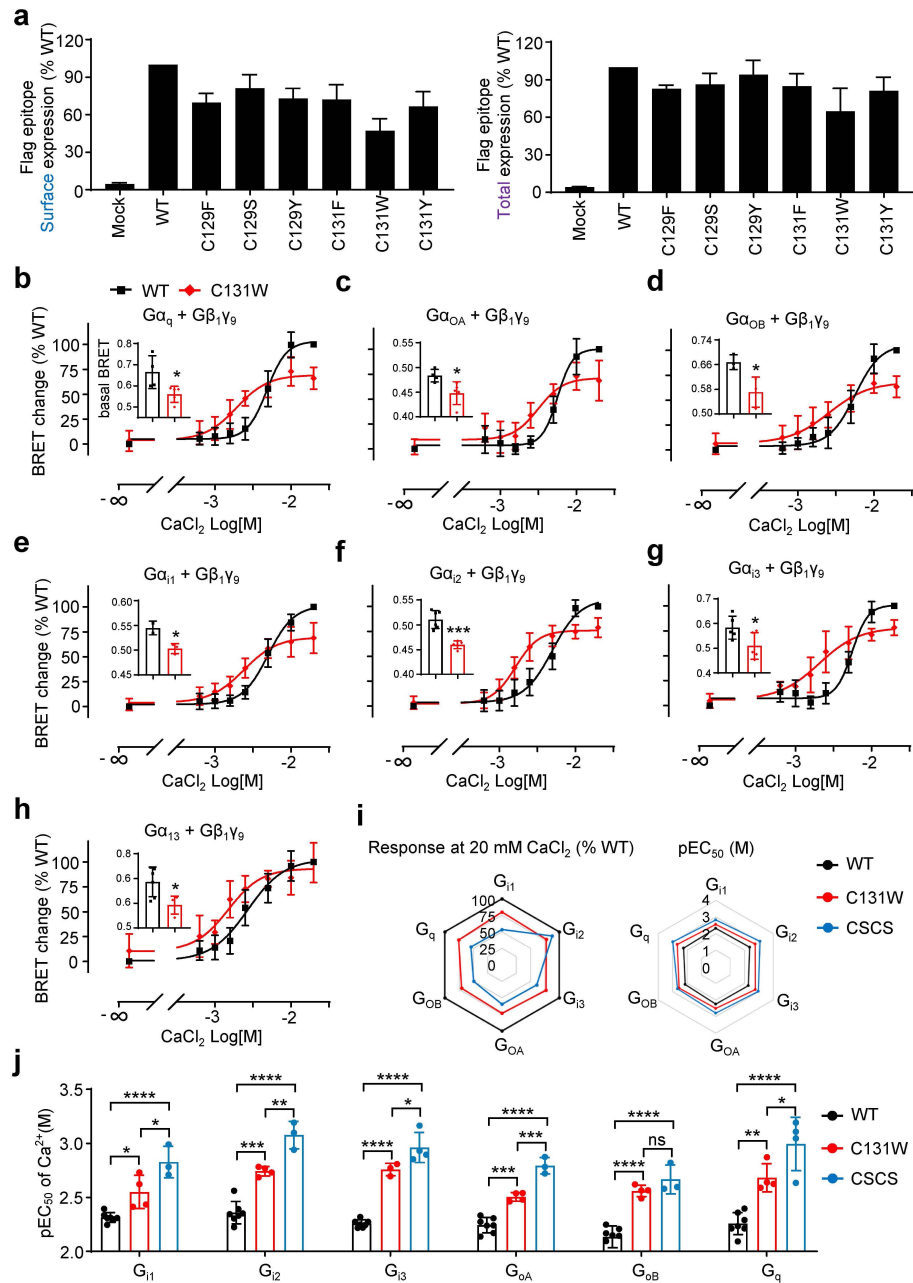 a
Flag epitope
Surface expression (% WT)
120
90
60
30
0
Mock
WT
C129F
C129S
C129Y
C131F
C131W
C131Y
Flag epitope
Total expression (% WT)
120
90
60
30
0
Mock
WT
C129F
C129S
C129Y
C131F
C131W
C131Y
b
WT C131W
Gαq + Gβ1γ9
BRET change (% WT)
100
75
50
25
0
basal BRET
0.8
0.7
0.6
0.5
*
- ∞ -3 -2
CaCl2 Log[M]
c
GαOA + Gβ1γ9
0.55
0.50
0.45
0.40
*
- ∞ -3 -2
CaCl2 Log[M]
d
GαOB + Gβ1γ9
0.74
0.66
0.58
0.50
*
- ∞ -3 -2
CaCl2 Log[M]
e
Gαi1 + Gβ1γ9
BRET change (% WT)
100
75
50
25
0
0.60
0.55
0.50
0.45
*
- ∞ -3 -2
CaCl2 Log[M]
f
Gαi2 + Gβ1γ9
0.55
0.50
0.45
0.40
***
- ∞ -3 -2
CaCl2 Log[M]
g
Gαi3 + Gβ1γ9
0.7
0.6
0.5
0.4
*
- ∞ -3 -2
CaCl2 Log[M]
h
Gα13 + Gβ1γ9
BRET change (% WT)
100
75
50
25
0
0.8
0.7
0.6
0.5
*
- ∞ -3 -2
CaCl2 Log[M]
i
Response at 20 mM CaCl2 (% WT)
Gi1
Gi2
Gi3
GOA
GOB
Gq
100
75
50
25
0
pEC50 (M)
Gi1
Gi2
Gi3
GOA
GOB
Gq
4
3
2
1
0
WT
C131W
CSCS
j
pEC50 of Ca2+(M)
3.5
3.0
2.5
2.0
**** **** **** **** **** ****
* * *** ** **** * *** *** **** ns ** *
Gi1 Gi2 Gi3 GoA GoB Gq
WT
C131W
CSCS